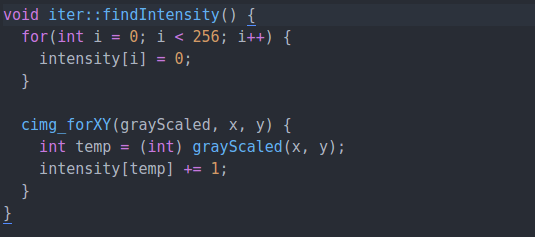 void iter::findIntensity() {
  for(int i = 0; i < 256; i++) {
    intensity[i] = 0;
  }

  cimg_forXY(grayScaled, x, y) {
    int temp = (int) grayScaled(x, y);
    intensity[temp] += 1;
  }
}